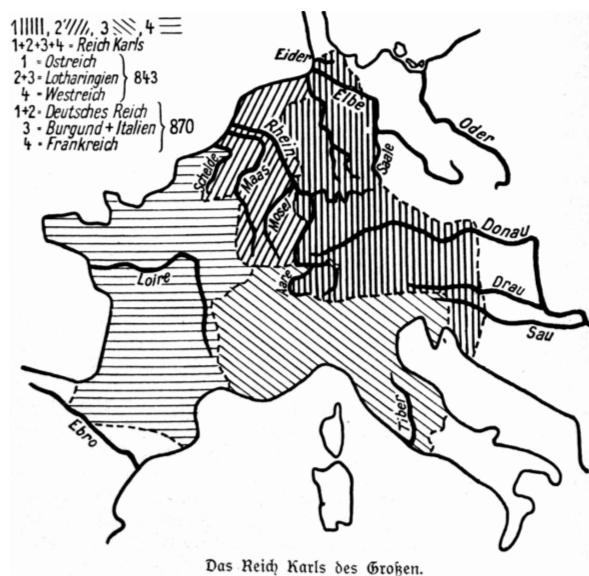 1 , 2 , 3 , 4
1+2+3+4 = Reich Karls
1 = Ostreich
2+3 = Lotharingien } 843
4 = Westreich
1+2 = Deutsches Reich
3 = Burgund + Italien } 870
4 = Frankreich
Eider
Elbe
Oder
Rhein
Saale
Schelde
Maas
Mosel
Donau
Loire
Aare
Drau
Sau
Tiber
Ebro
Das Reich Karls des Großen.